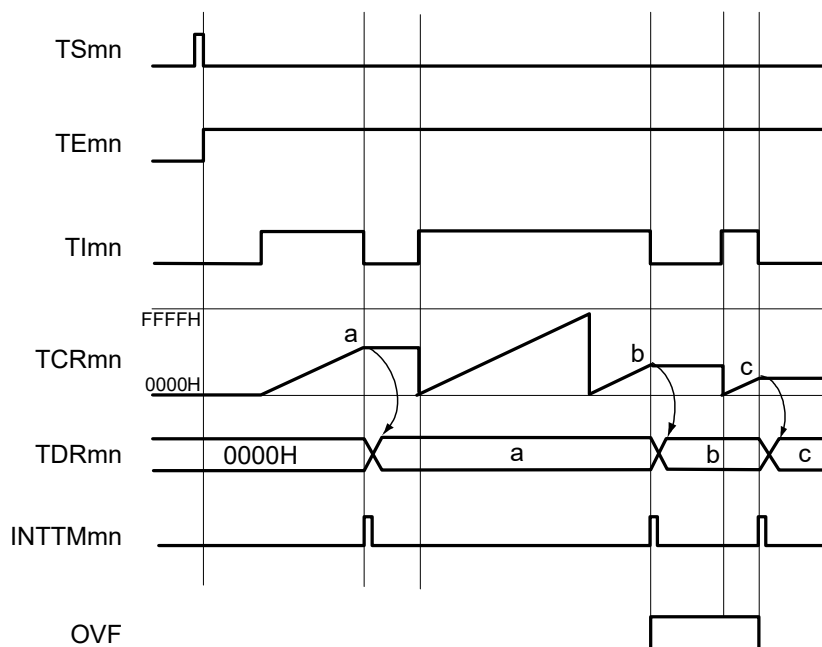 TSmn
TEmn
TImn
FFFFH
a
b
c
TCRmn
0000H
TDRmn
0000H
a
b
c
INTTMmn
OVF